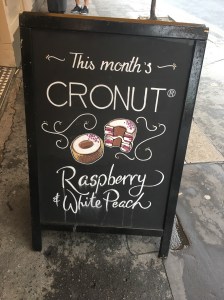 This month's
CRONUT®
Raspberry
& White Peach